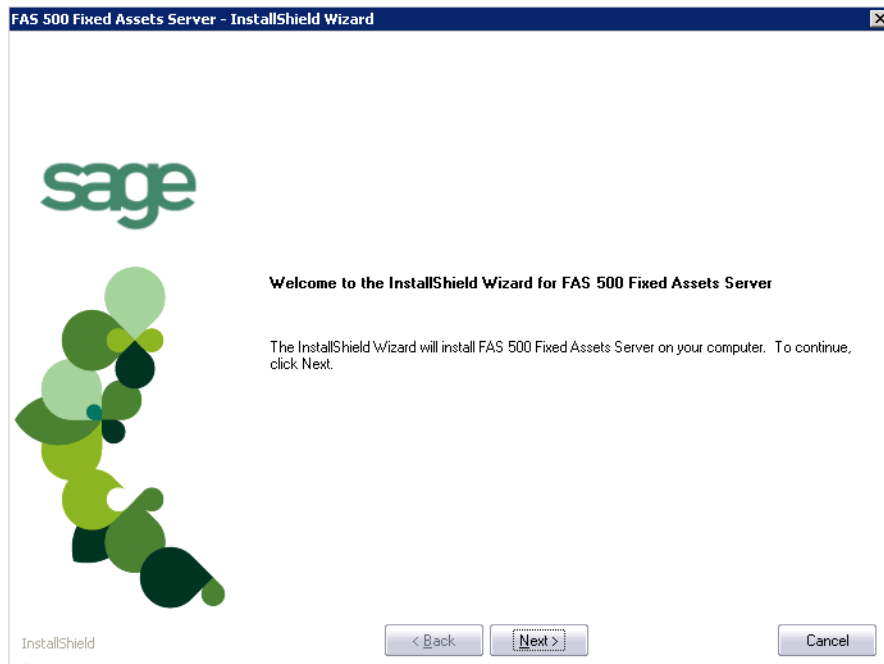 FAS 500 Fixed Assets Server - InstallShield Wizard
sage
Welcome to the InstallShield Wizard for FAS 500 Fixed Assets Server
The InstallShield Wizard will install FAS 500 Fixed Assets Server on your computer. To continue,
click Next.
InstallShield
< Back
Next >
Cancel